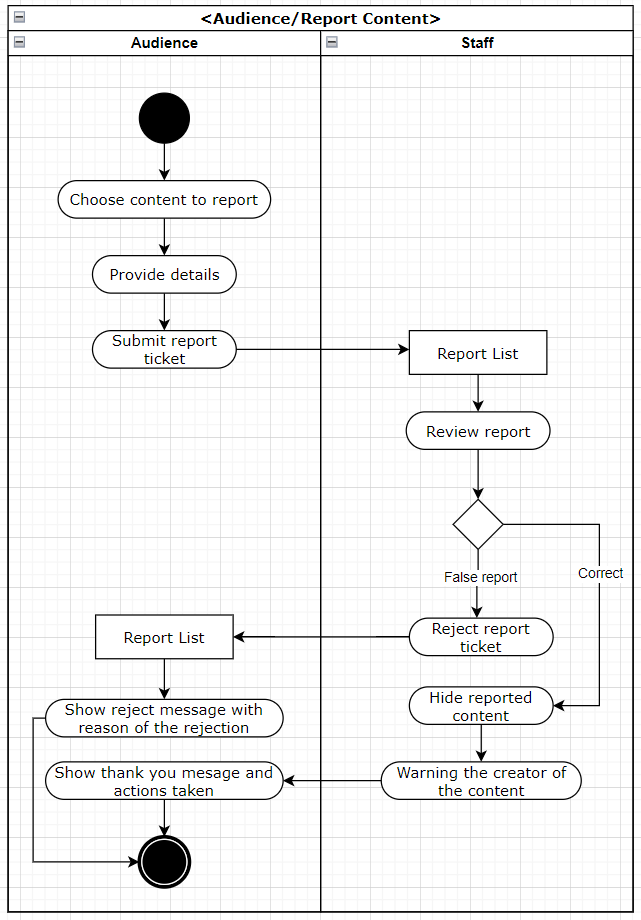 <Audience/Report Content>
Audience
Staff
Choose content to report
Provide details
Submit report
ticket
Report List
Review report
False report
Correct
Reject report
ticket
Report List
Show reject message with
reason of the rejection
Hide reported
content
Warning the creator of
the content
Show thank you mesage and
actions taken